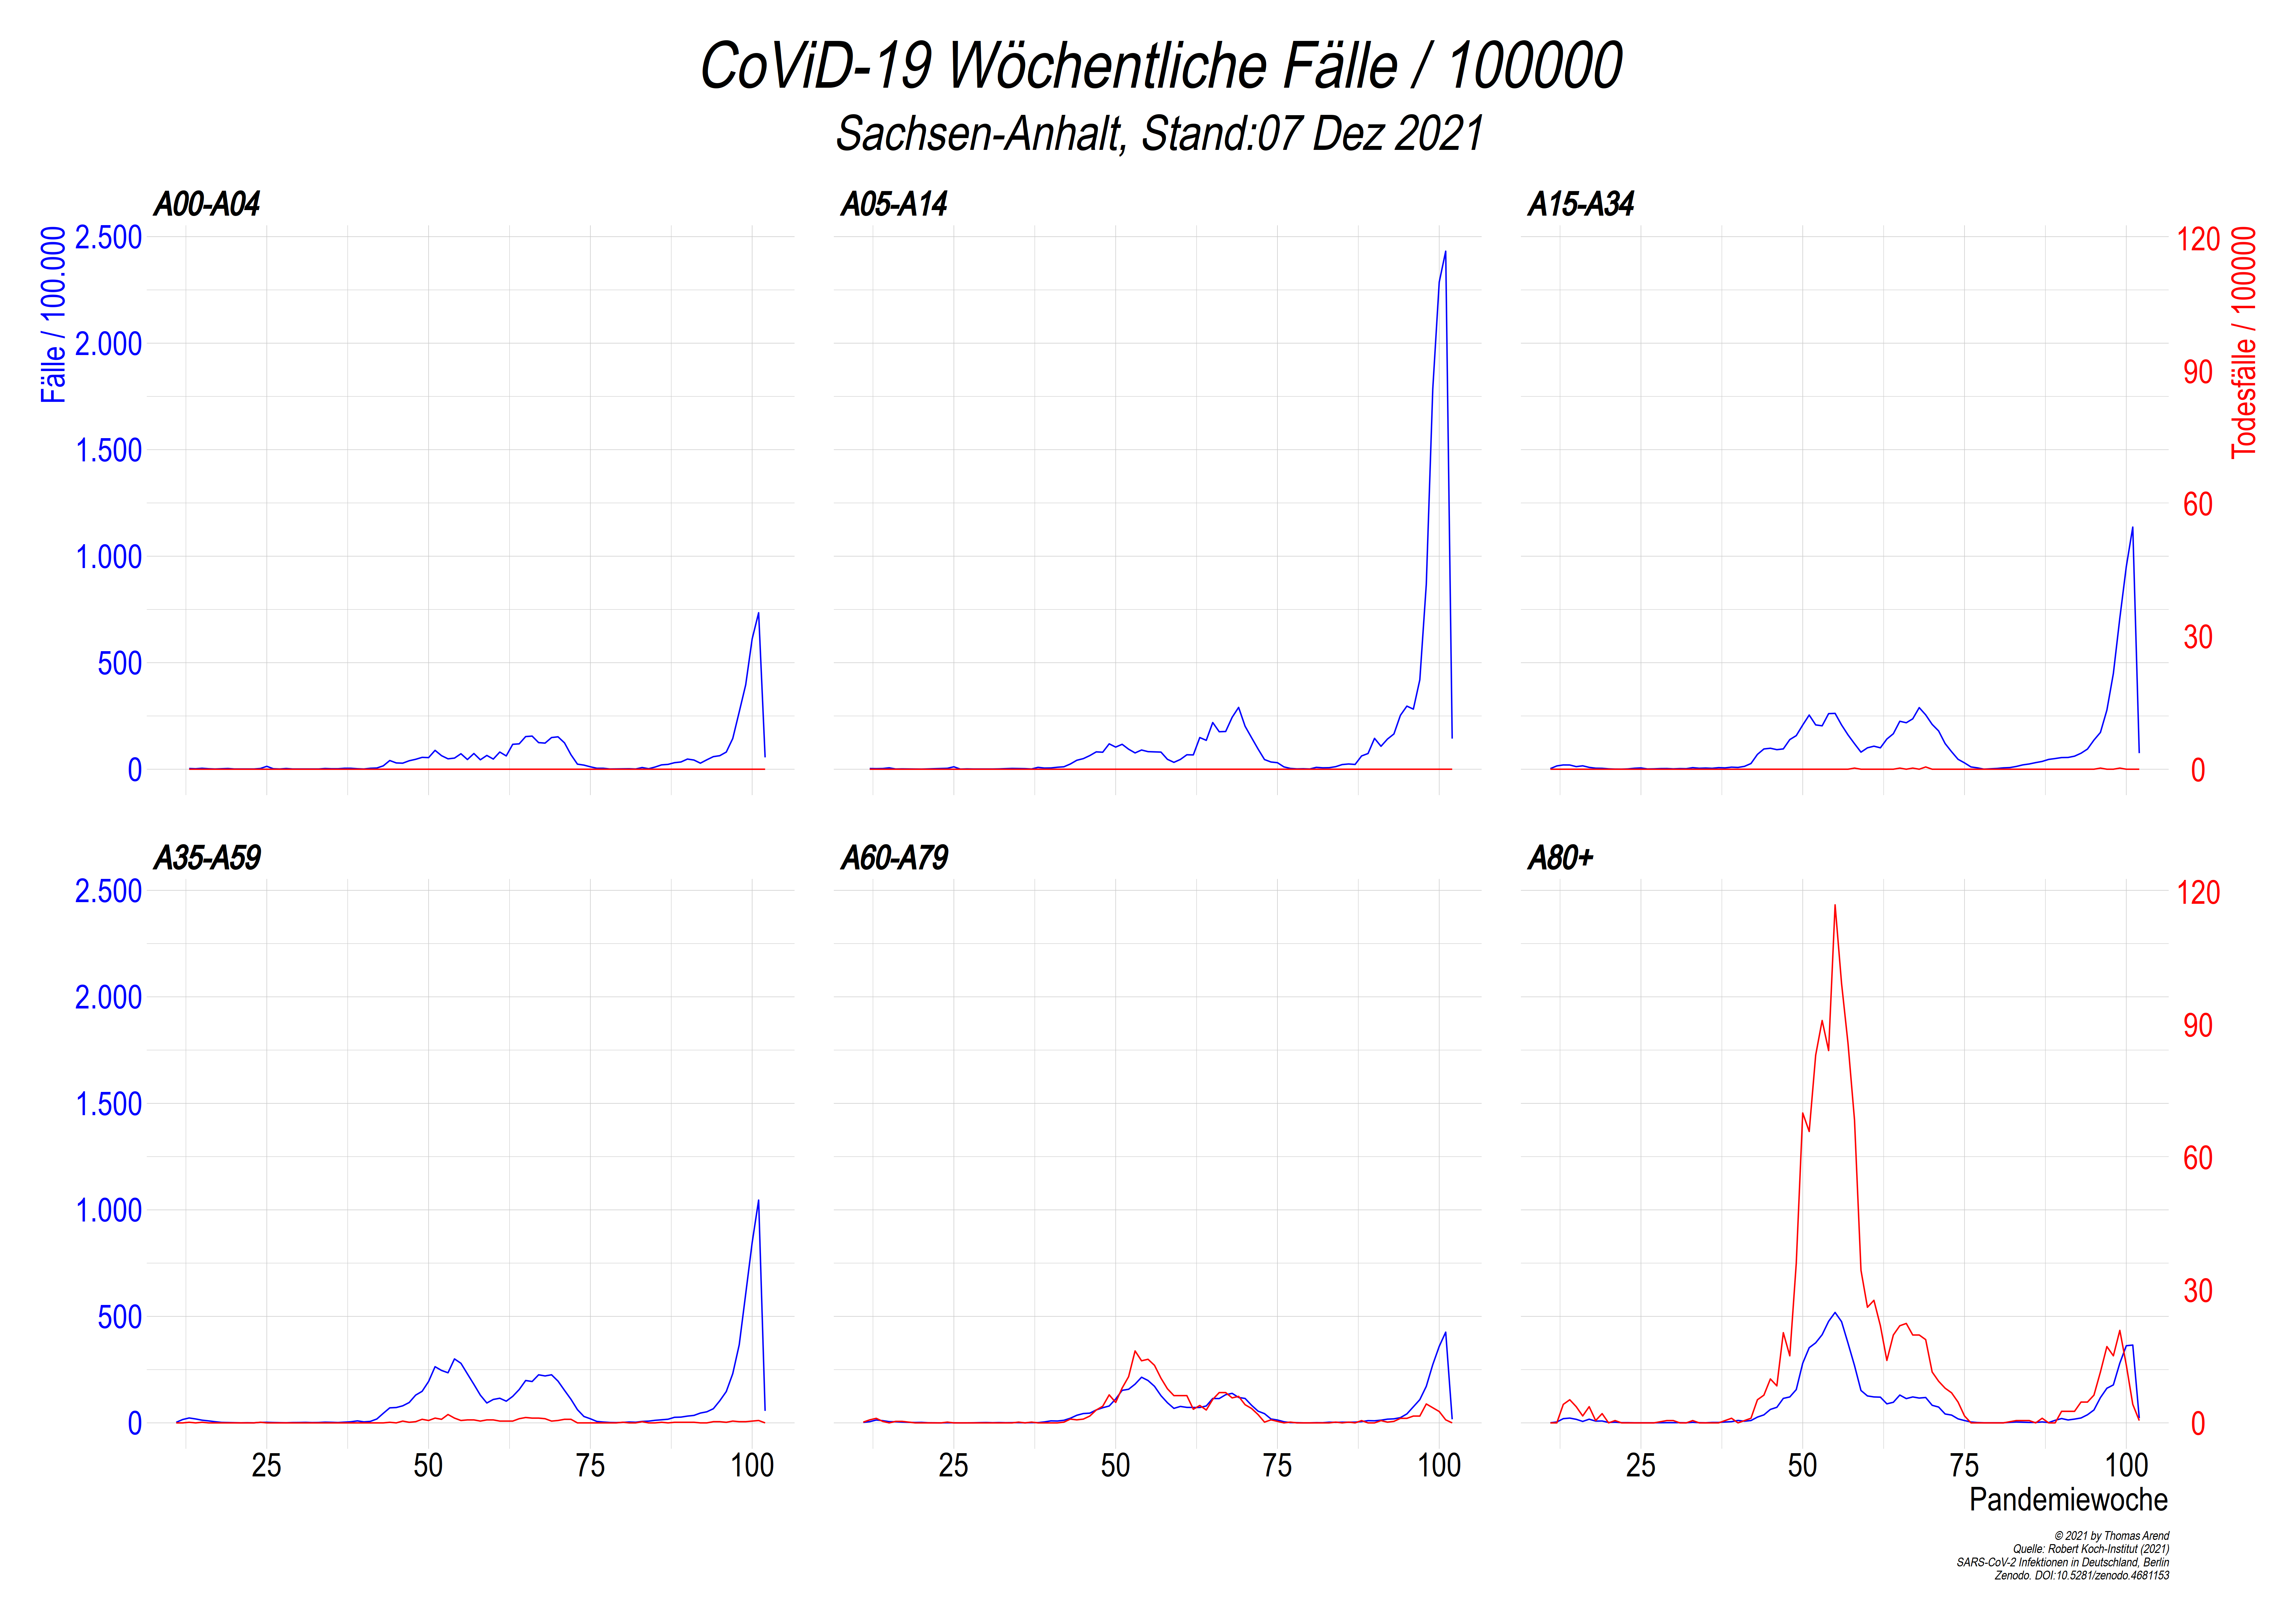 CoViD-19 Wöchentliche Fälle / 100000
Sachsen-Anhalt, Stand:07 Dez 2021
A00-A04
A05-A14
A15-A34
Fälle / 100.000
2.500
2.000
1.500
1.000
500
0
120
90
60
30
0
Todesfälle / 100000
A35-A59
A60-A79
A80+
2.500
2.000
1.500
1.000
500
0
120
90
60
30
0
25 50 75 100
25 50 75 100
25 50 75 100
Pandemiewoche
© 2021 by Thomas Arend
Quelle: Robert Koch-Institut (2021)
SARS-CoV-2 Infektionen in Deutschland, Berlin
Zenodo. DOI:10.5281/zenodo.4681153